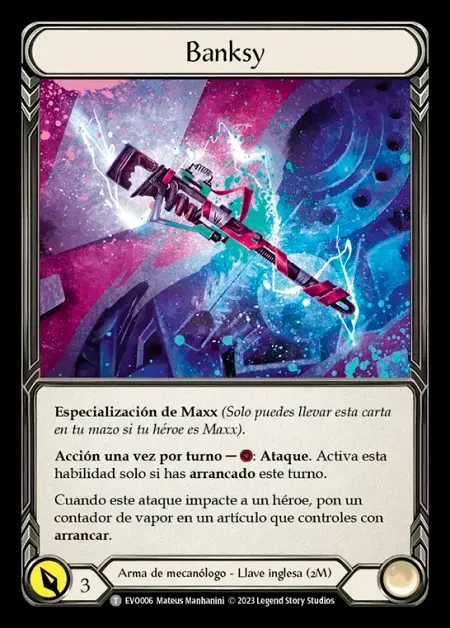 Banksy
Especialización de Maxx (Solo puedes llevar esta carta
en tu mazo si tu héroe es Maxx).
Acción una vez por turno — : Ataque. Activa esta
habilidad solo si has arrancado este turno.
Cuando este ataque impacte a un héroe, pon un
contador de vapor en un artículo que controles con
arrancar.
3
Arma de mecanólogo - Llave inglesa (2M)
T EVO006 Mateus Manhanini © 2023 Legend Story Studios